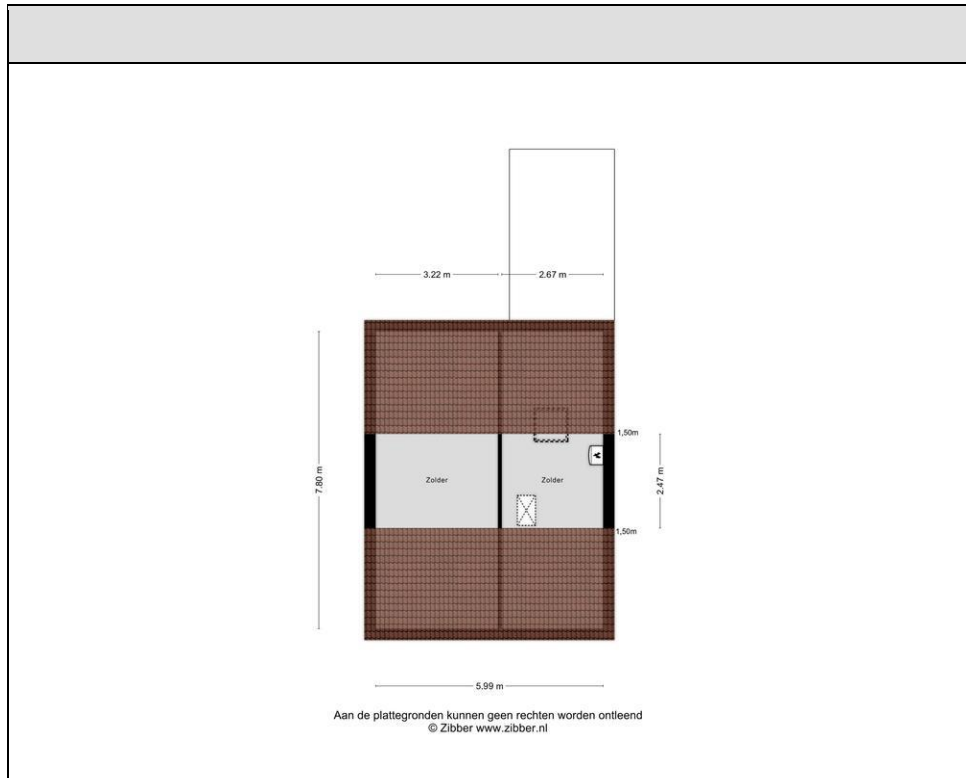 3.22 m
2.67 m
1,50m
7.80 m
Zolder
Zolder
2.47 m
1,50m
5.99 m
Aan de plattegronden kunnen geen rechten worden ontleend
© Zibber www.zibber.nl